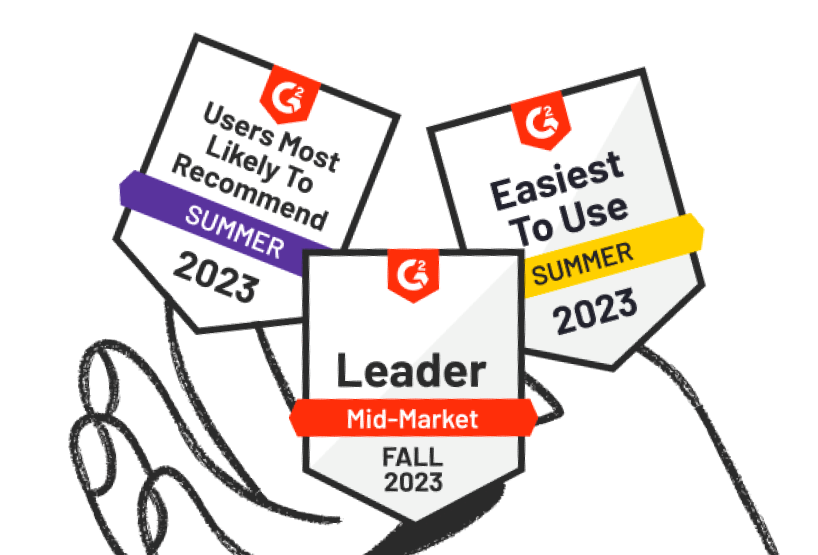 G2
Users Most
Likely To
Recommend
SUMMER
2023
G2
Easiest
To Use
SUMMER
2023
G2
Leader
Mid-Market
FALL
2023